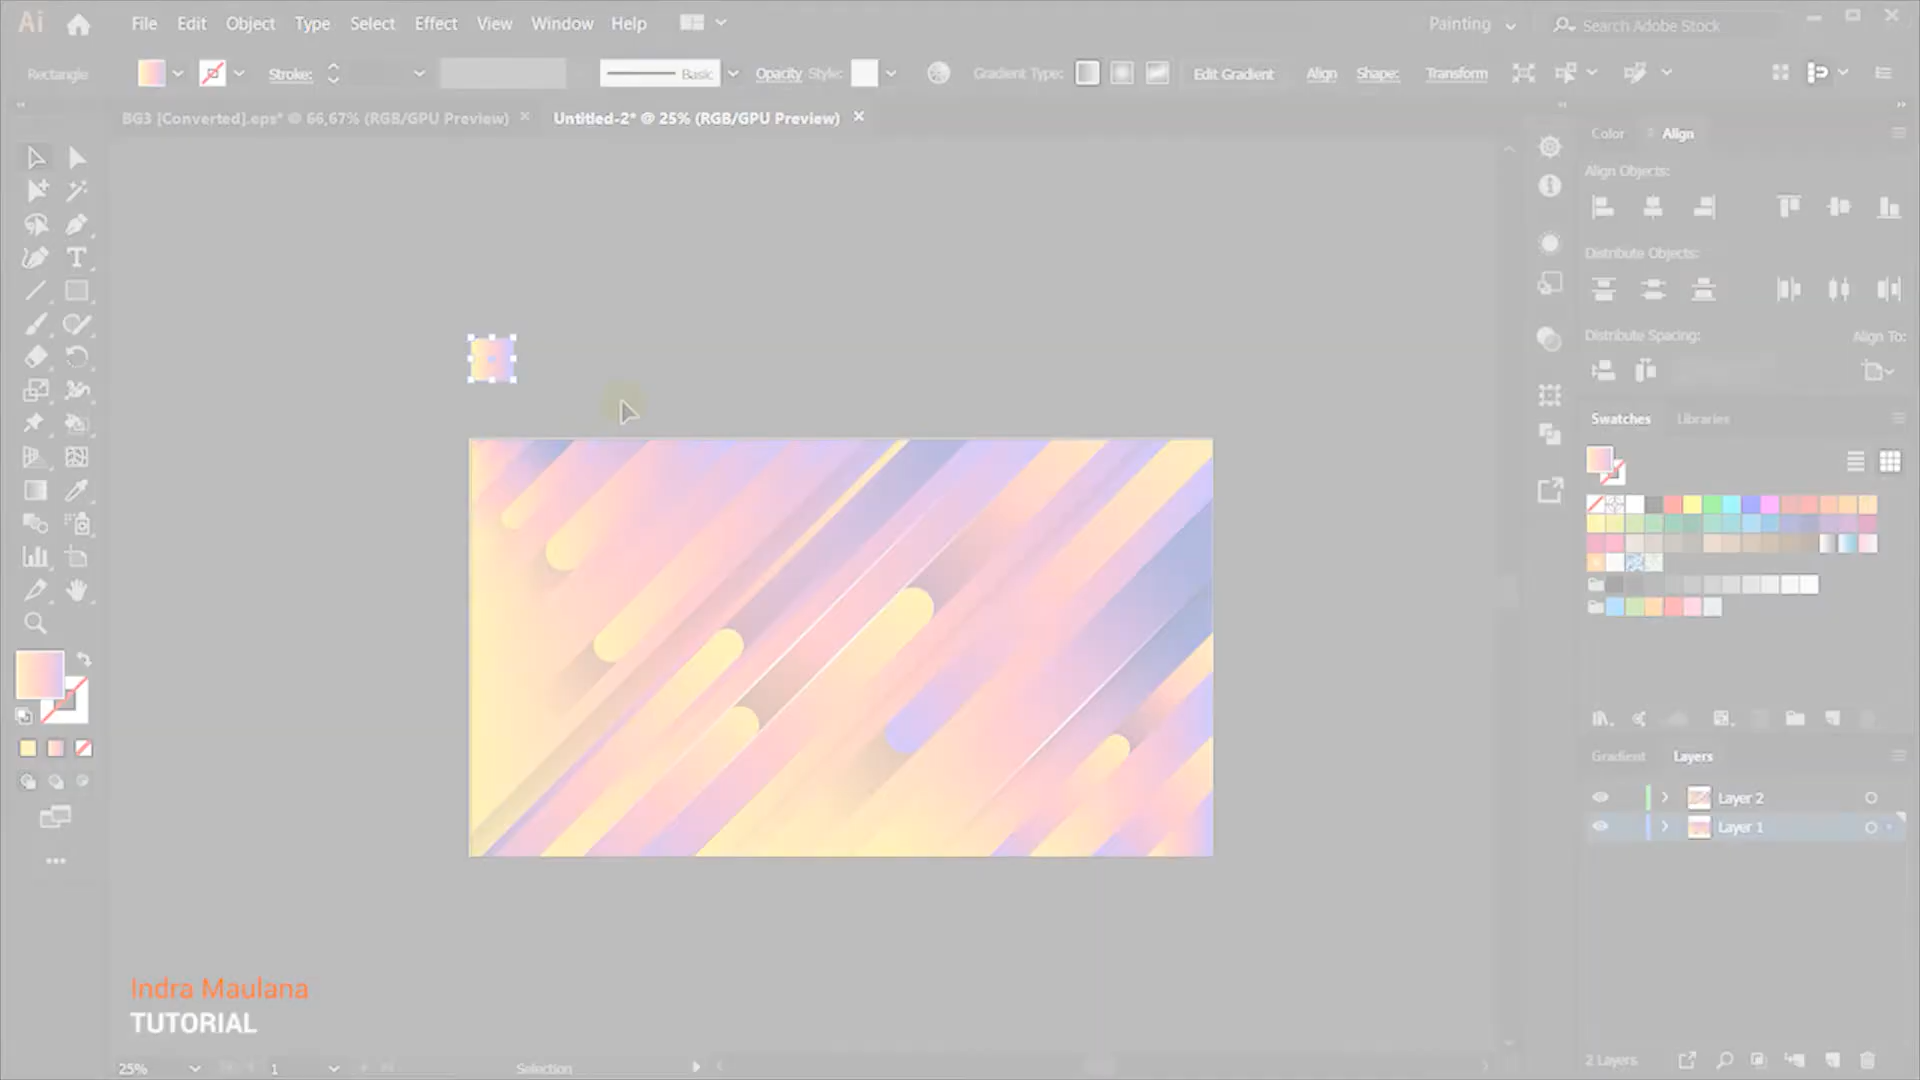 Ai File Edit Object Type Select Effect View Window Help Painting Search Adobe Stock
Rectangle Stroke: Basic Opacity Style: Gradient Type: Edit Gradient Align Shape: Transform
BG3 [Converted].eps* @ 66,67% (RGB/GPU Preview) Untitled-2* @ 25% (RGB/GPU Preview)
Color Align
Align Objects:
Distribute Objects:
Distribute Spacing: Align To:
Swatches Libraries
Gradient Layers
Layer 2
Layer 1
Indra Maulana
TUTORIAL
25% 1 Selection 2 Layers